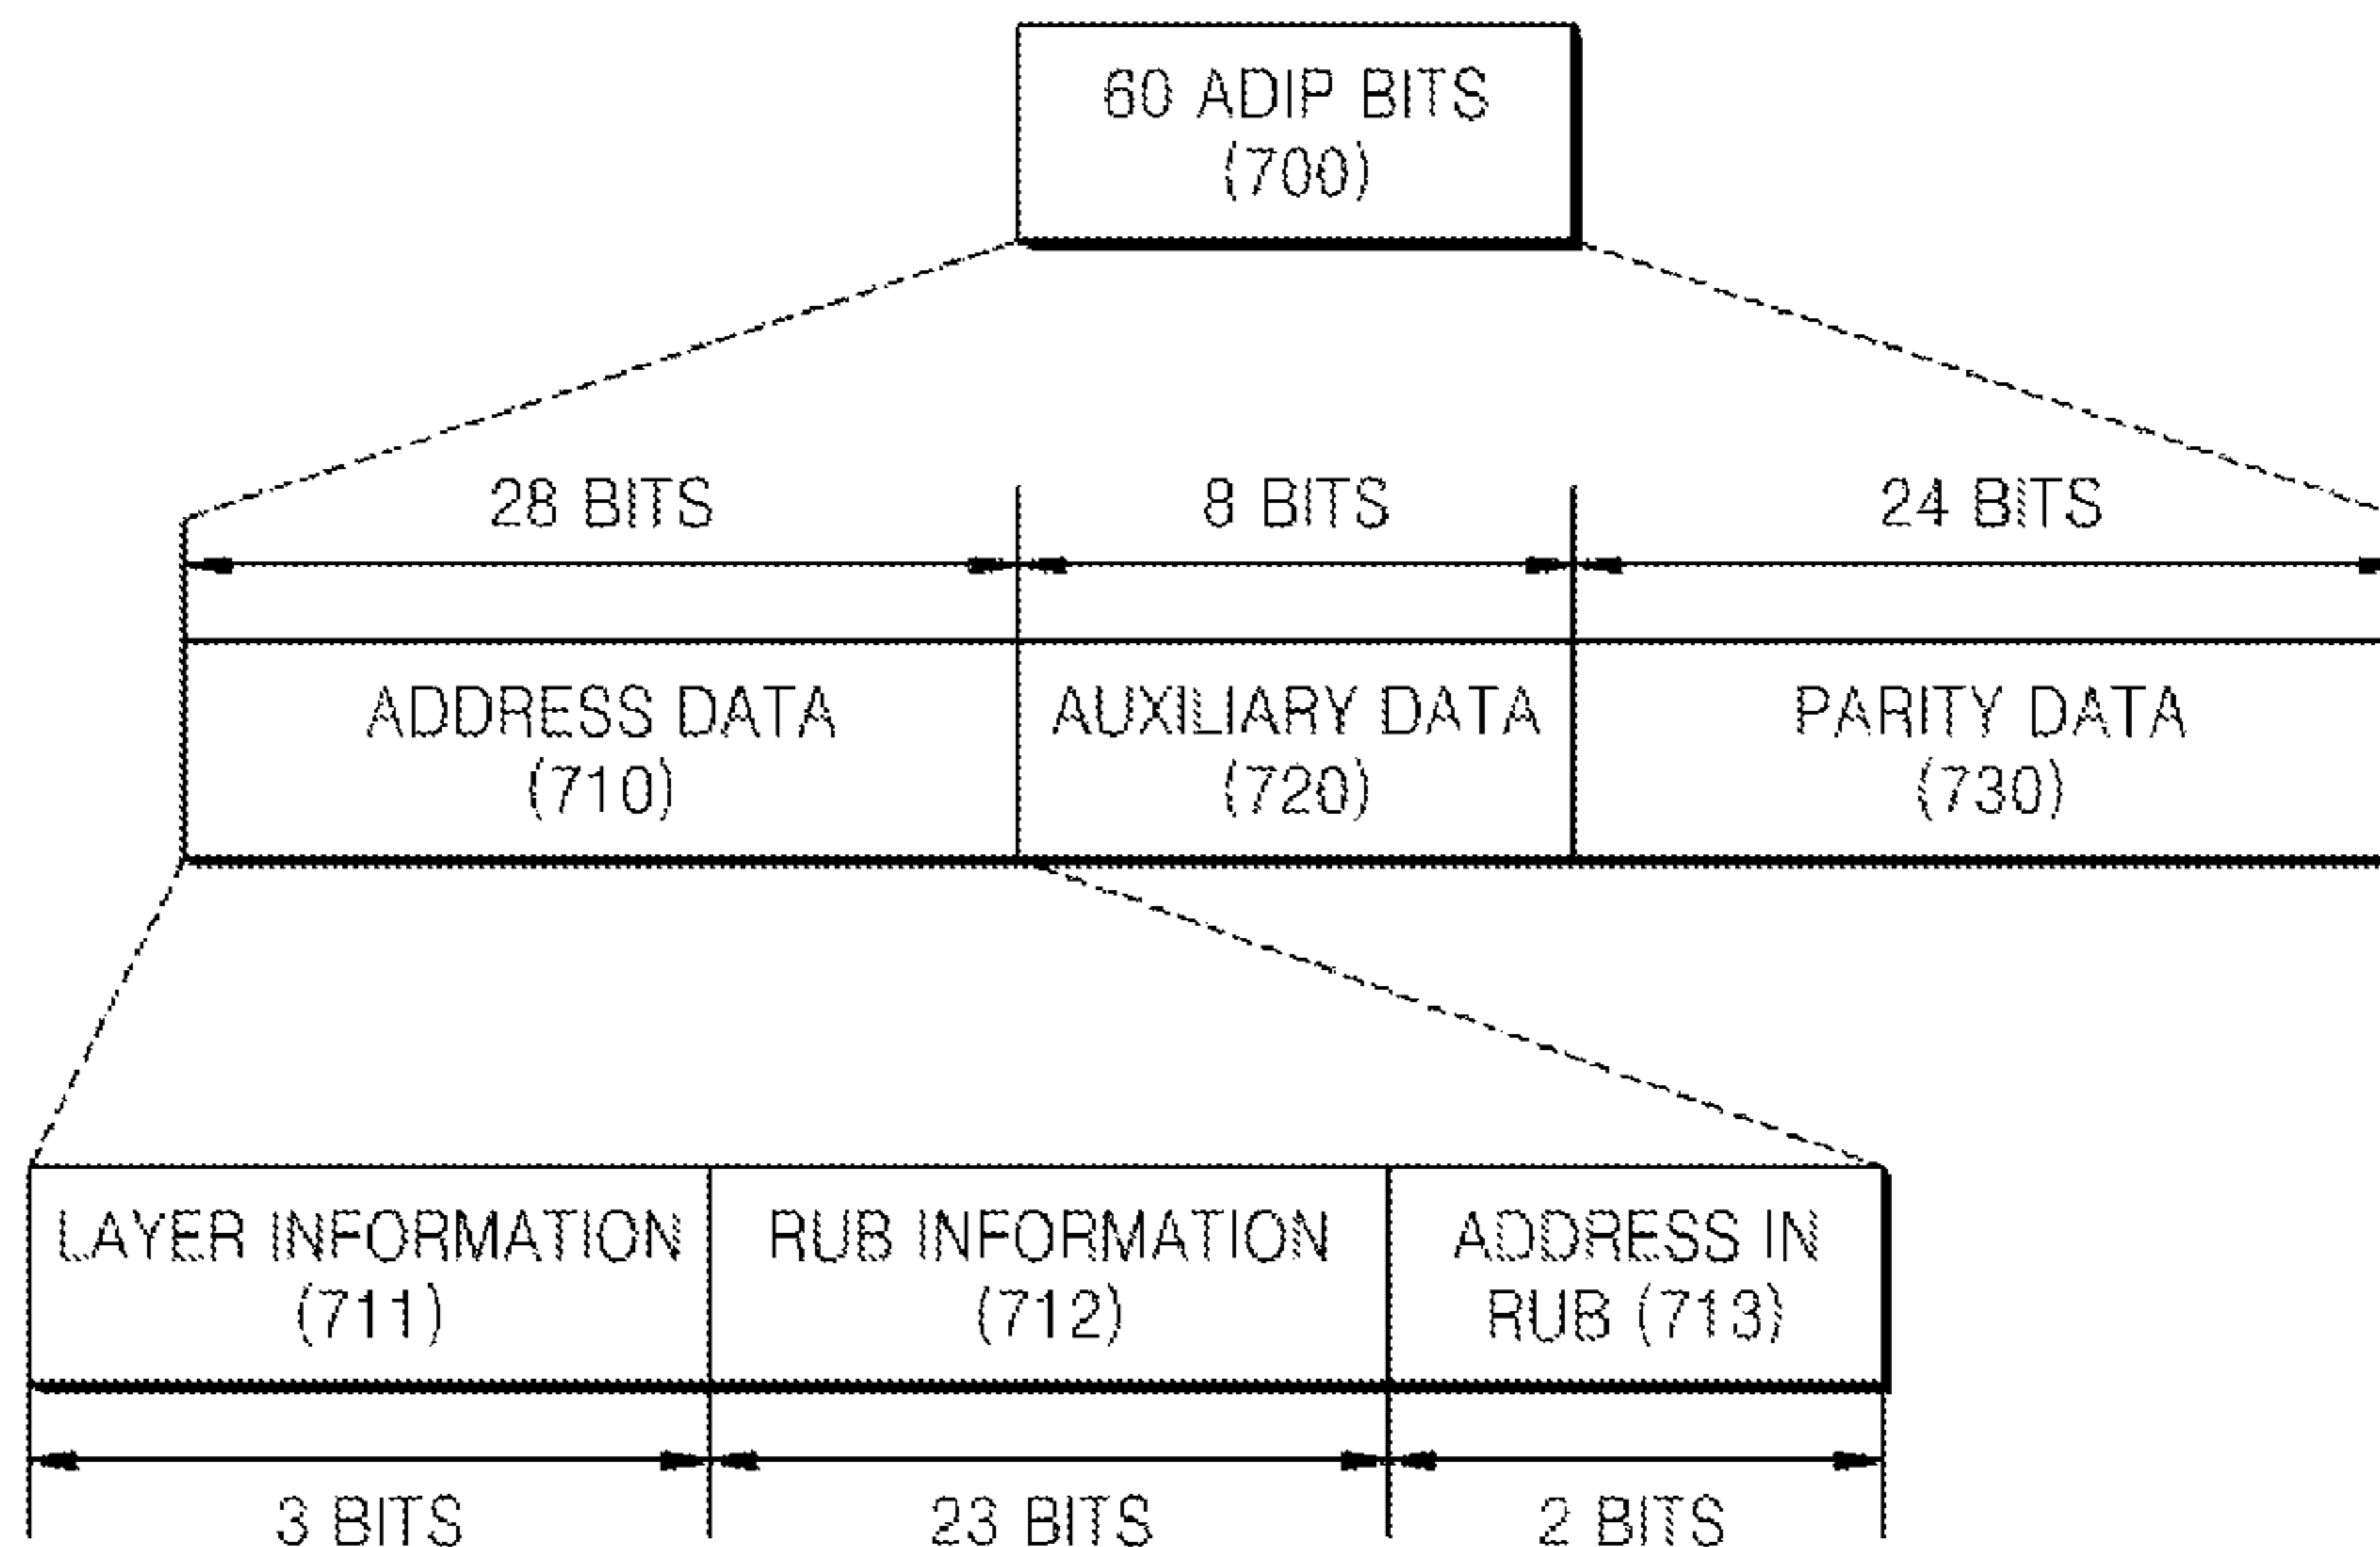 60 ADIP BITS
(700)
28 BITS
8 BITS
24 BITS
ADDRESS DATA
(710)
AUXILIARY DATA
(720)
PARITY DATA
(730)
LAYER INFORMATION
(711)
RUB INFORMATION
(712)
ADDRESS IN
RUB (713)
3 BITS
23 BITS
2 BITS